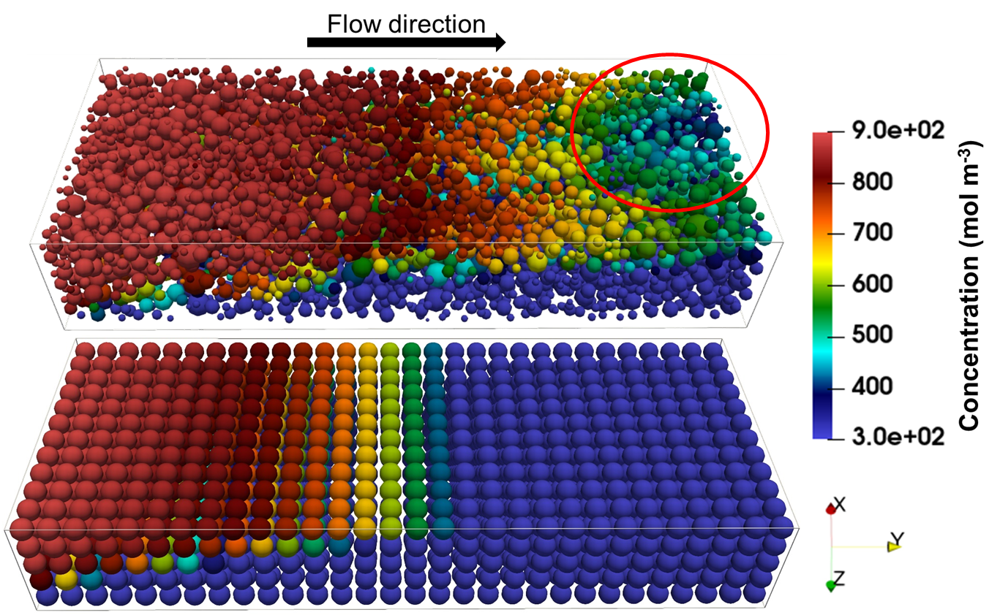 Flow direction
9.0e+02
800
700
600
500
400
3.0e+02
Concentration (mol m⁻³)
X
Y
Z